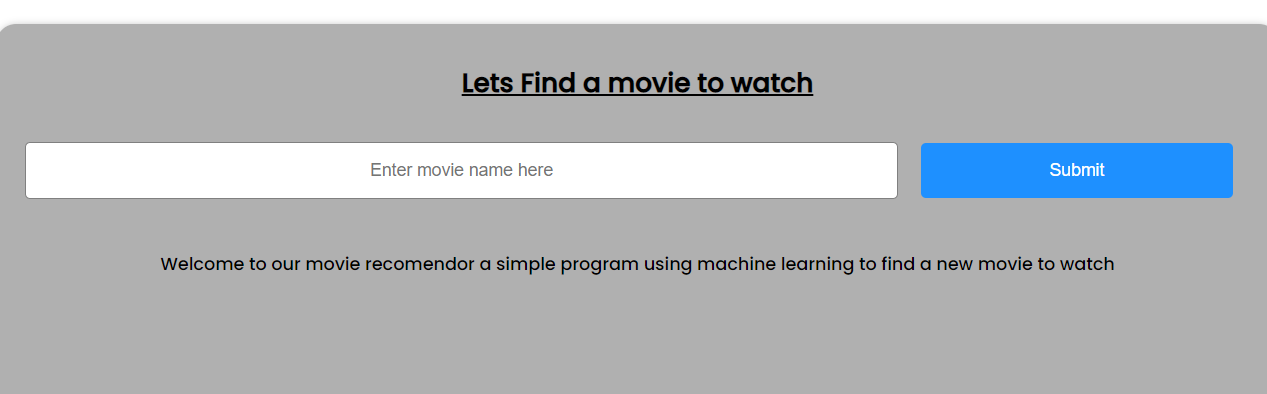 Lets Find a movie to watch
Enter movie name here
Submit
Welcome to our movie recomendor a simple program using machine learning to find a new movie to watch